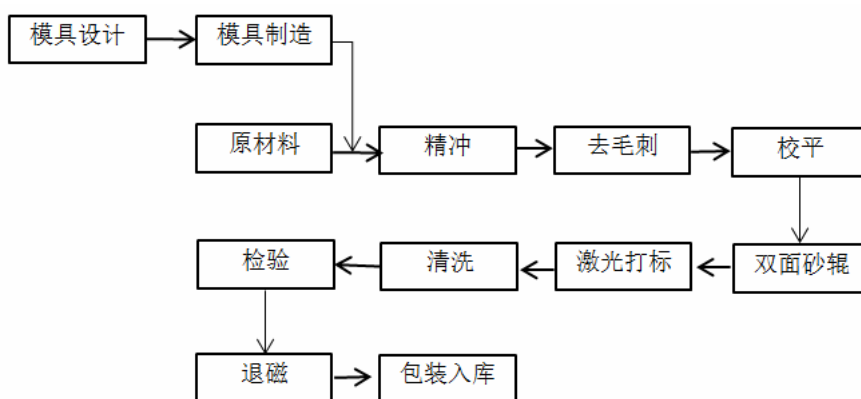 模具设计
模具制造
原材料
精冲
去毛刺
校平
双面砂辊
激光打标
清洗
检验
退磁
包装入库